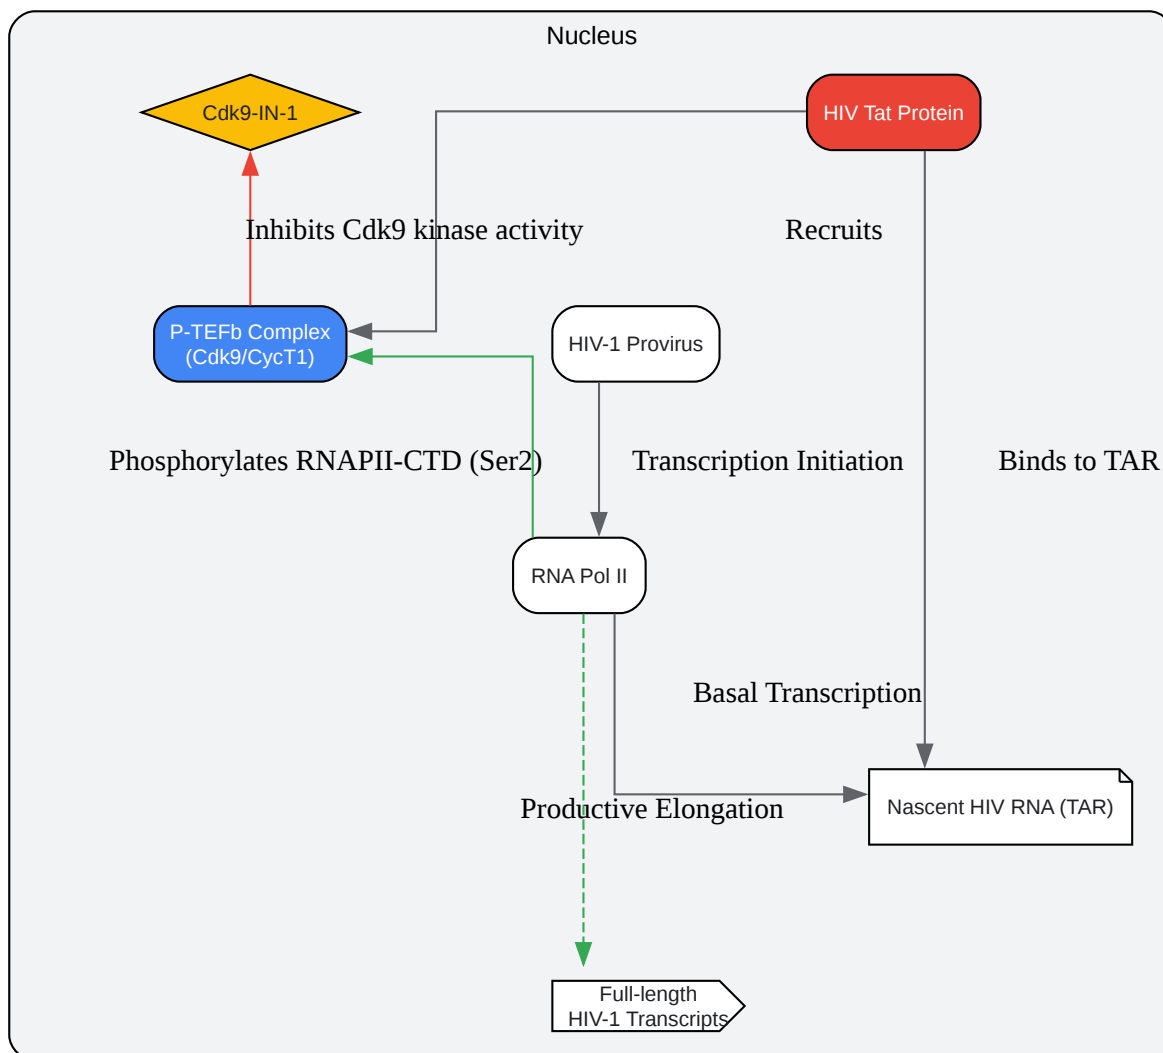 Nucleus
Cdk9-IN-1
HIV Tat Protein
Inhibits Cdk9 kinase activity
Recruits
P-TEFb Complex
(Cdk9/CycT1)
HIV-1 Provirus
Phosphorylates RNAPII-CTD (Ser2)
Transcription Initiation
Binds to TAR
RNA Pol II
Basal Transcription
Productive Elongation
Nascent HIV RNA (TAR)
Full-length
HIV-1 Transcripts